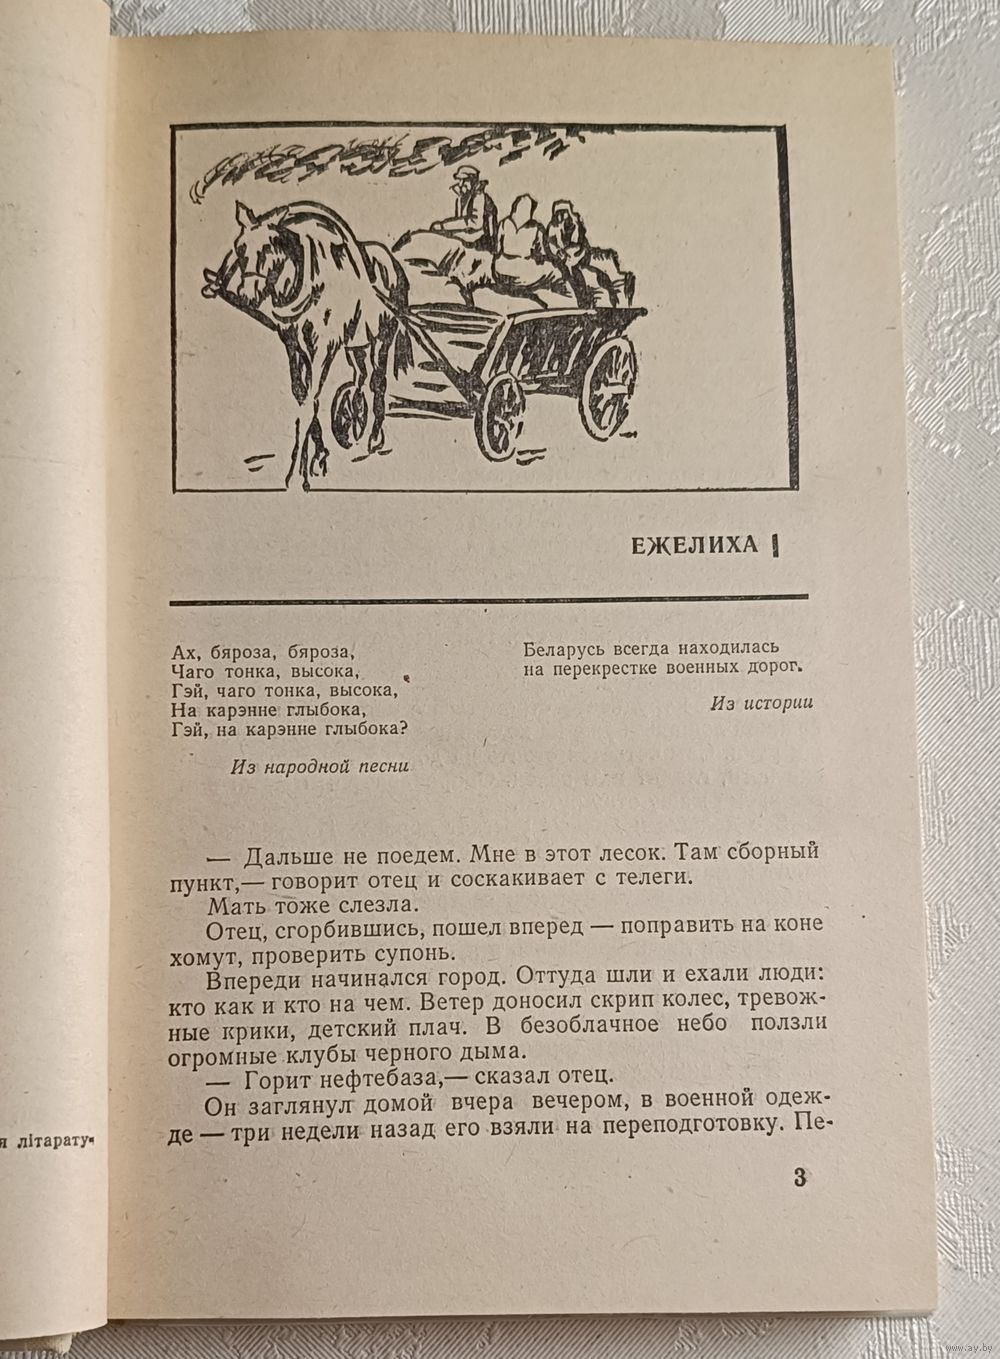 ЕЖЕЛИХА
Ах, бяроза, бяроза,
Чаго тонка, высока,
Гэй, чаго тонка, высока,
На карэнне глыбока,
Гэй, на карэнне глыбока?
Из народной песни
Беларусь всегда находилась
на перекрестке военных дорог.
Из истории
— Дальше не поедем. Мне в этот лесок. Там сборный
пункт,— говорит отец и соскакивает с телеги.
Мать тоже слезла.
Отец, сгорбившись, пошел вперед — поправить на коне
хомут, проверить супонь.
Впереди начинался город. Оттуда шли и ехали люди:
кто как и кто на чем. Ветер доносил скрип колес, тревож-
ные крики, детский плач. В безоблачное небо ползли
огромные клубы черного дыма.
— Горит нефтебаза,— сказал отец.
Он заглянул домой вчера вечером, в военной одеж-
де — три недели назад его взяли на переподготовку. Пе-
3
я літарату-
www.ay.by